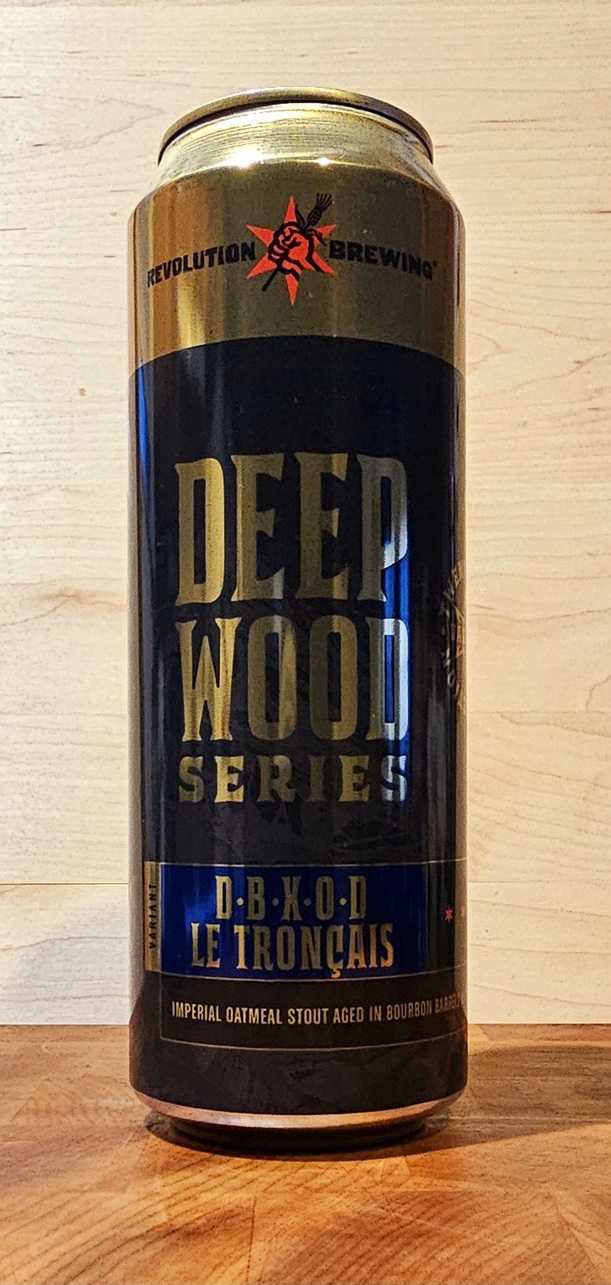 REVOLUTION BREWING
DEEP
WOOD
SERIES
VARIANT
D·B·X·O·D
LE TRONÇAIS
IMPERIAL OATMEAL STOUT AGED IN BOURBON BARRELS